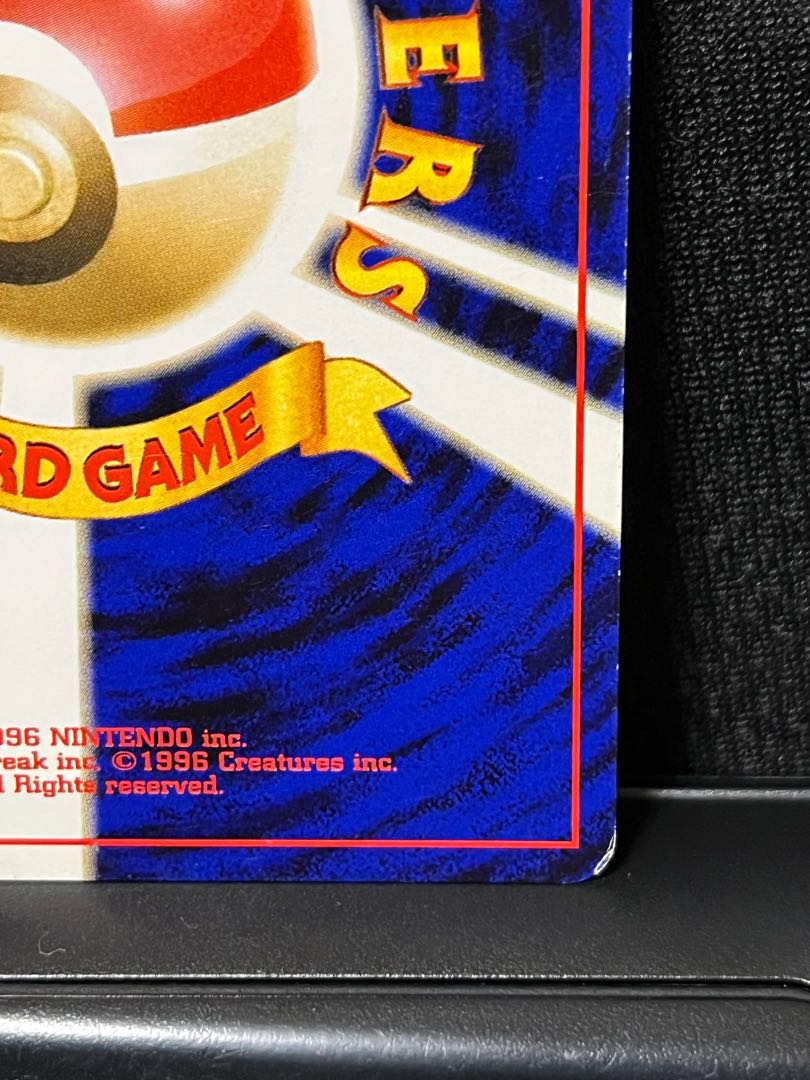 ERS
RD GAME
996 NINTENDO inc.
reak inc. ©1996 Creatures inc.
l Rights reserved.